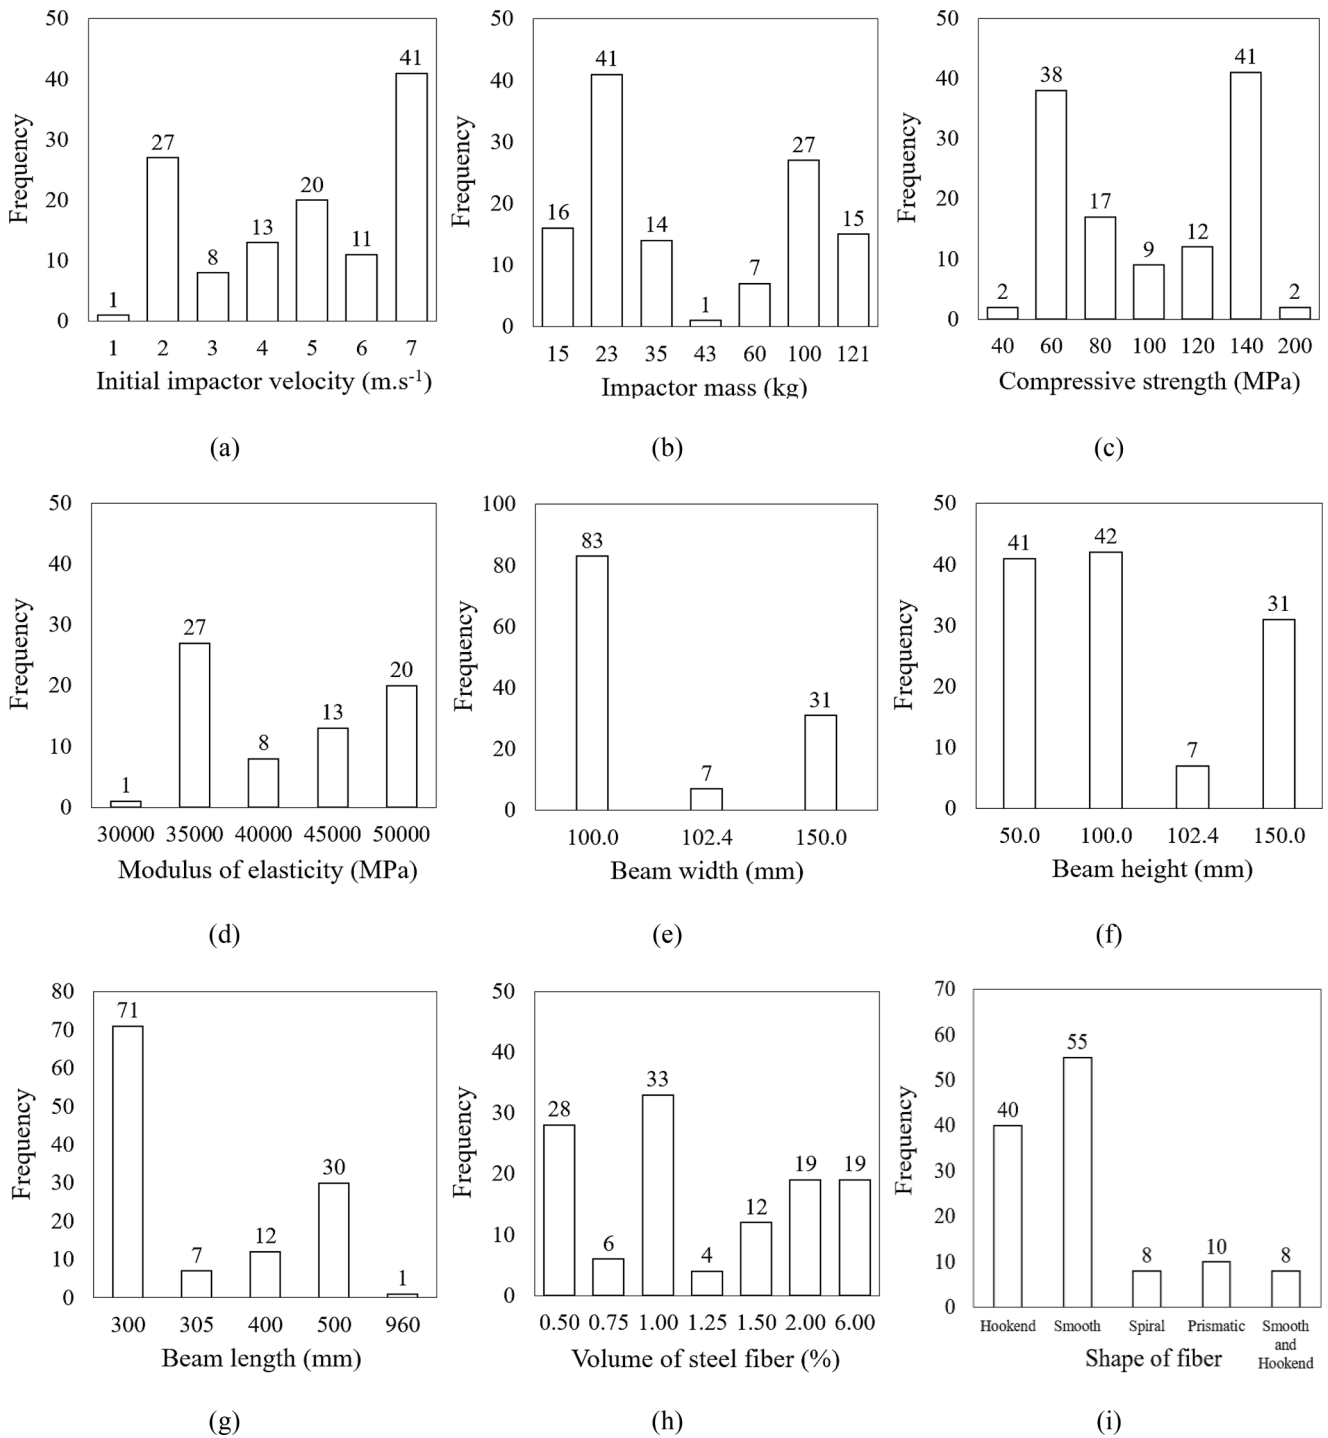 50
40
30
20
10
0
Frequency
1
27
8
13
20
11
41
1 2 3 4 5 6 7
Initial impactor velocity (m.s-1)
(a)
50
40
30
20
10
0
Frequency
16
41
14
1
7
27
15
15 23 35 43 60 100 121
Impactor mass (kg)
(b)
50
40
30
20
10
0
Frequency
2
38
17
9
12
41
2
40 60 80 100 120 140 200
Compressive strength (MPa)
(c)
50
40
30
20
10
0
Frequency
1
27
8
13
20
30000 35000 40000 45000 50000
Modulus of elasticity (MPa)
(d)
100
80
60
40
20
0
Frequency
83
7
31
100.0 102.4 150.0
Beam width (mm)
(e)
50
40
30
20
10
0
Frequency
41
42
7
31
50.0 100.0 102.4 150.0
Beam height (mm)
(f)
80
70
60
50
40
30
20
10
0
Frequency
71
7
12
30
1
300 305 400 500 960
Beam length (mm)
(g)
50
40
30
20
10
0
Frequency
28
6
33
4
12
19
19
0.50 0.75 1.00 1.25 1.50 2.00 6.00
Volume of steel fiber (%)
(h)
70
60
50
40
30
20
10
0
Frequency
40
55
8
10
8
Hookend Smooth Spiral Prismatic Smooth
and
Hookend
Shape of fiber
(i)